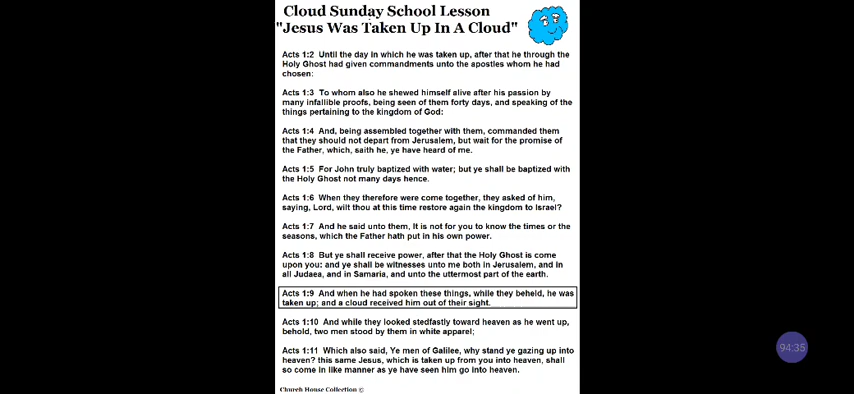 Cloud Sunday School Lesson
"Jesus Was Taken Up In A Cloud"
Acts 1:2 Until the day in which he was taken up, after that he through the
Holy Ghost had given commandments unto the apostles whom he had
chosen:
Acts 1:3 To whom also he shewed himself alive after his passion by
many infallible proofs, being seen of them forty days, and speaking of the
things pertaining to the kingdom of God:
Acts 1:4 And, being assembled together with them, commanded them
that they should not depart from Jerusalem, but wait for the promise of
the Father, which, saith he, ye have heard of me.
Acts 1:5 For John truly baptized with water; but ye shall be baptized with
the Holy Ghost not many days hence.
Acts 1:6 When they therefore were come together, they asked of him,
saying, Lord, wilt thou at this time restore again the kingdom to Israel?
Acts 1:7 And he said unto them, It is not for you to know the times or the
seasons, which the Father hath put in his own power.
Acts 1:8 But ye shall receive power, after that the Holy Ghost is come
upon you: and ye shall be witnesses unto me both in Jerusalem, and in
all Judaea, and in Samaria, and unto the uttermost part of the earth.
Acts 1:9 And when he had spoken these things, while they beheld, he was
taken up; and a cloud received him out of their sight.
Acts 1:10 And while they looked stedfastly toward heaven as he went up,
behold, two men stood by them in white apparel;
Acts 1:11 Which also said, Ye men of Galilee, why stand ye gazing up into
heaven? this same Jesus, which is taken up from you into heaven, shall
so come in like manner as ye have seen him go into heaven.
Church House Collection ©
94:35